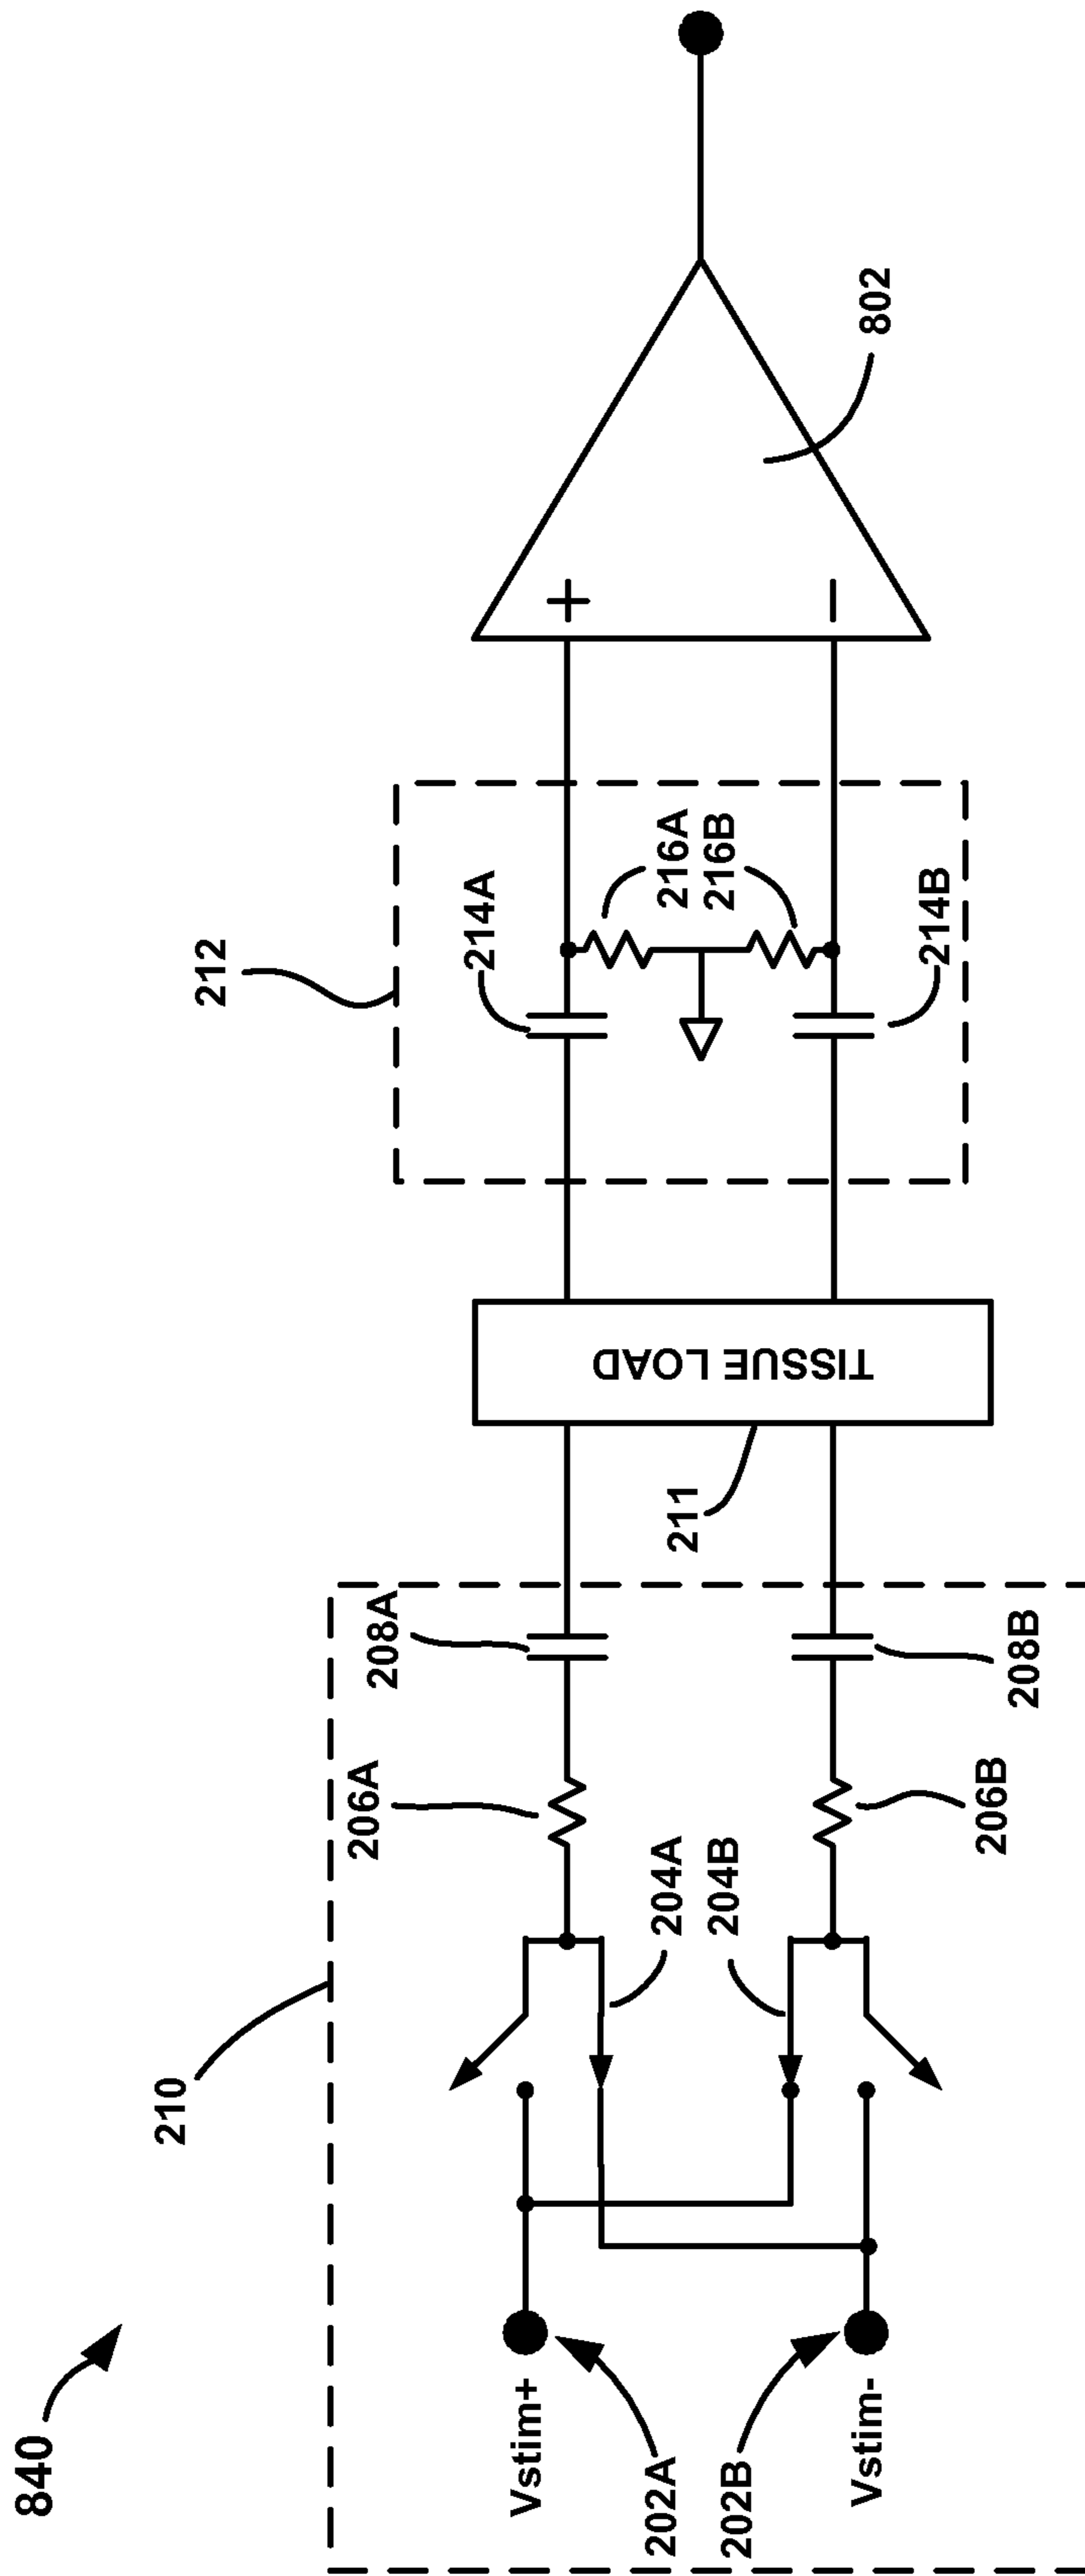 840
210
Vstim+
202A
202B
Vstim-
204A
204B
206A
206B
208A
208B
211
TISSUE LOAD
212
214A
216A
216B
214B
+
−
802